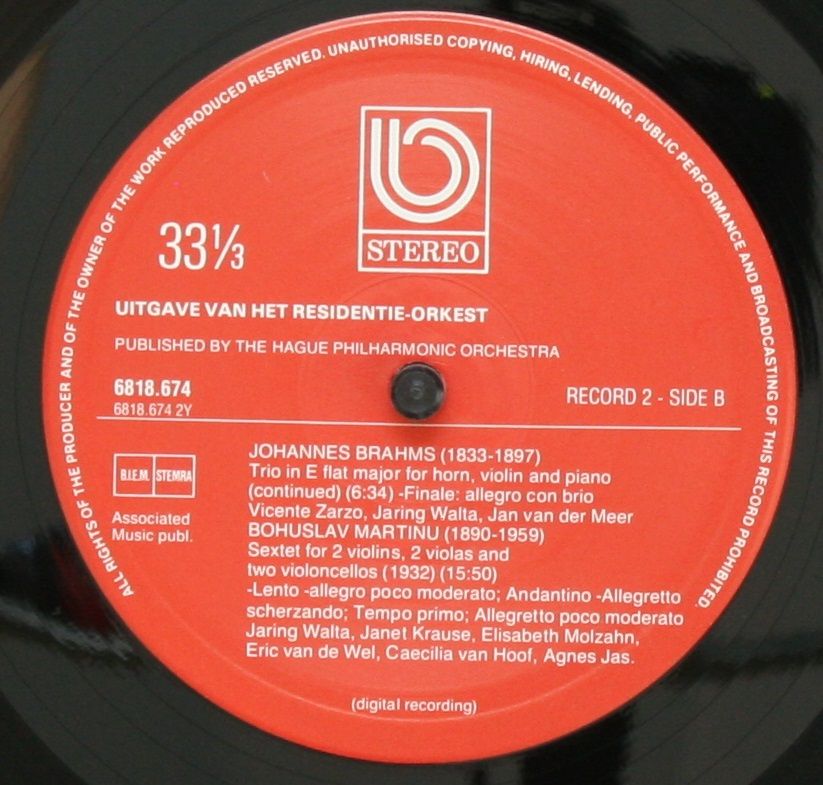 ALL RIGHTS OF THE PRODUCER AND OF THE OWNER OF THE WORK REPRODUCED RESERVED. UNAUTHORISED COPYING, HIRING, LENDING, PUBLIC PERFORMANCE AND BROADCASTING OF THIS RECORD PROHIBITED.
STEREO
33⅓
UITGAVE VAN HET RESIDENTIE-ORKEST
PUBLISHED BY THE HAGUE PHILHARMONIC ORCHESTRA
6818.674
6818.674 2Y
RECORD 2 - SIDE B
B.I.E.M. STEMRA
Associated
Music publ.
JOHANNES BRAHMS (1833-1897)
Trio in E flat major for horn, violin and piano
(continued) (6:34) -Finale: allegro con brio
Vicente Zarzo, Jaring Walta, Jan van der Meer
BOHUSLAV MARTINU (1890-1959)
Sextet for 2 violins, 2 violas and
two violoncellos (1932) (15:50)
-Lento -allegro poco moderato; Andantino -Allegretto
scherzando; Tempo primo; Allegretto poco moderato
Jaring Walta, Janet Krause, Elisabeth Molzahn,
Eric van de Wel, Caecilia van Hoof, Agnes Jas.
(digital recording)